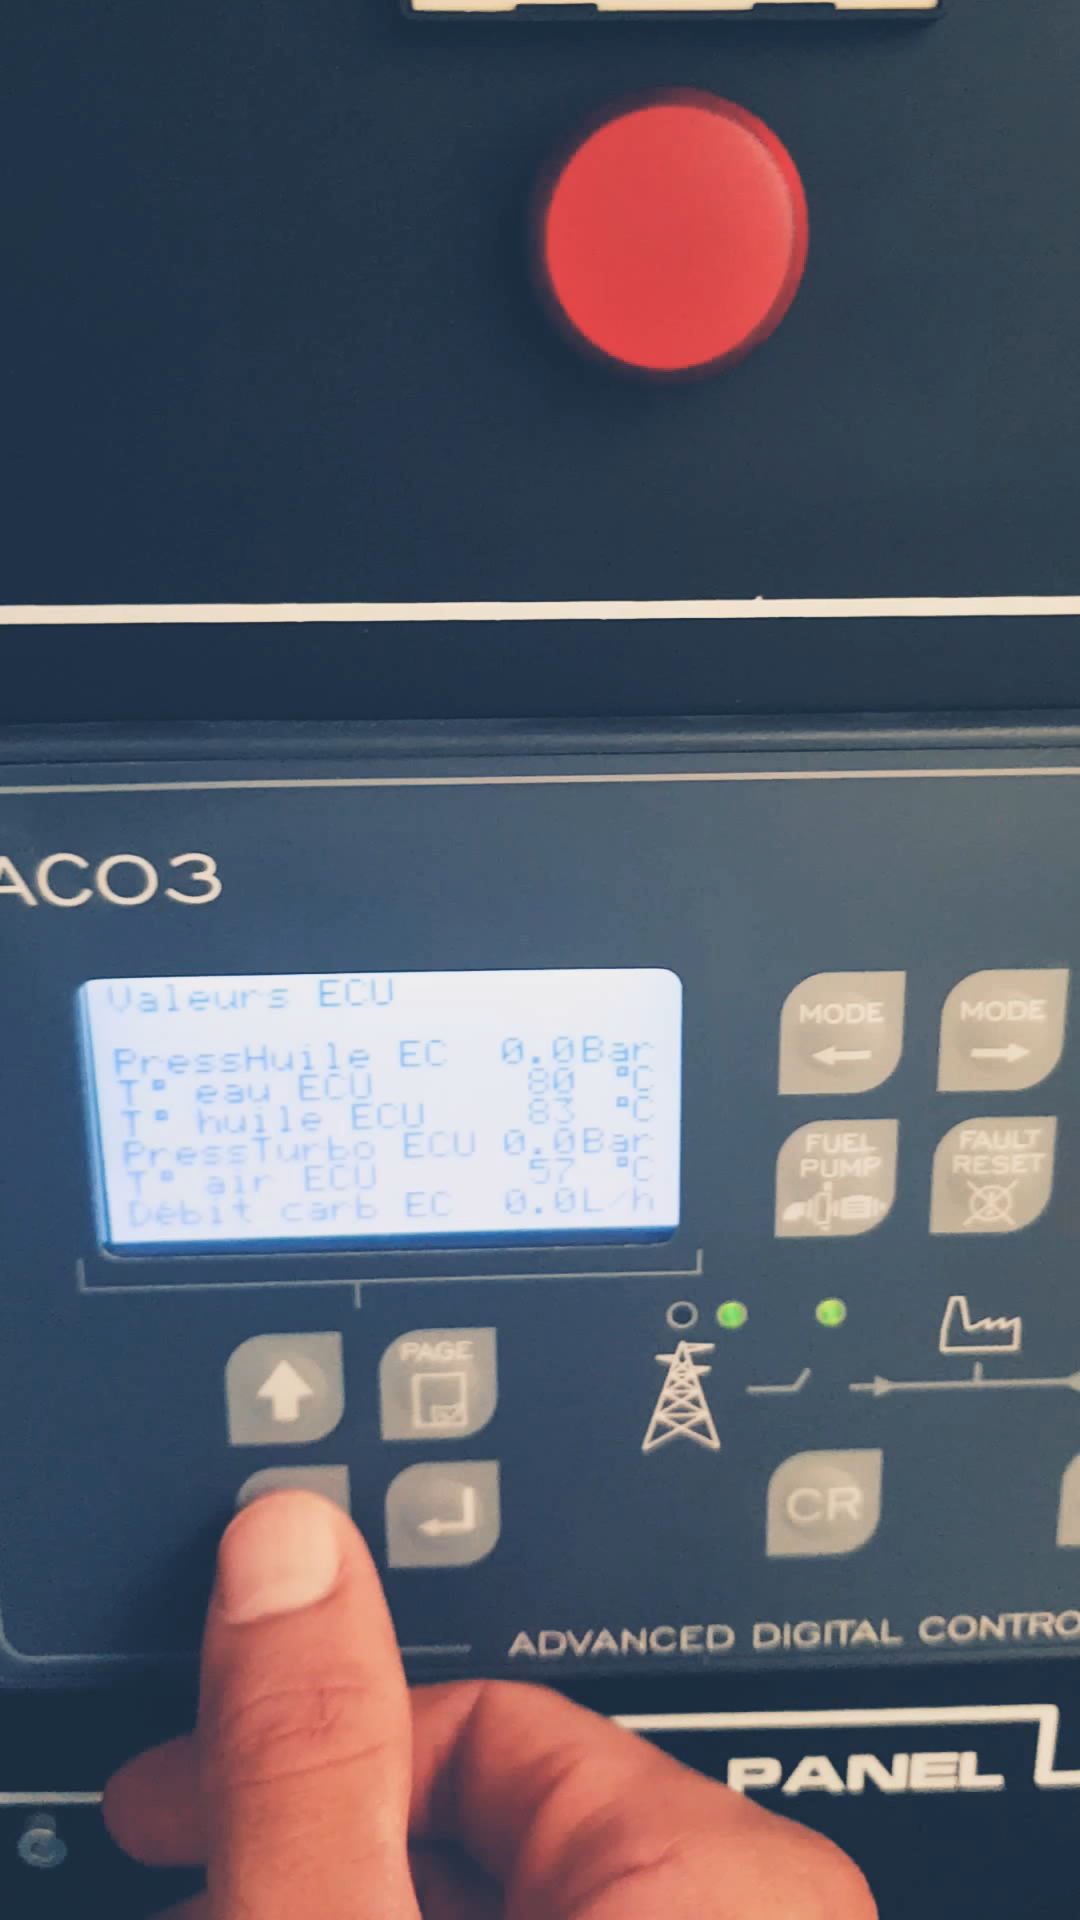 ACO3
Valeurs ECU
PressHuile EC 0.0Bar
T° eau ECU 80 °C
T° huile ECU 83 °C
PressTurbo ECU 0.0Bar
T° air ECU 57 °C
Débit carb EC 0.0L/h
MODE
MODE
FUEL PUMP
FAULT RESET
PAGE
CR
ADVANCED DIGITAL CONTRO
PANEL